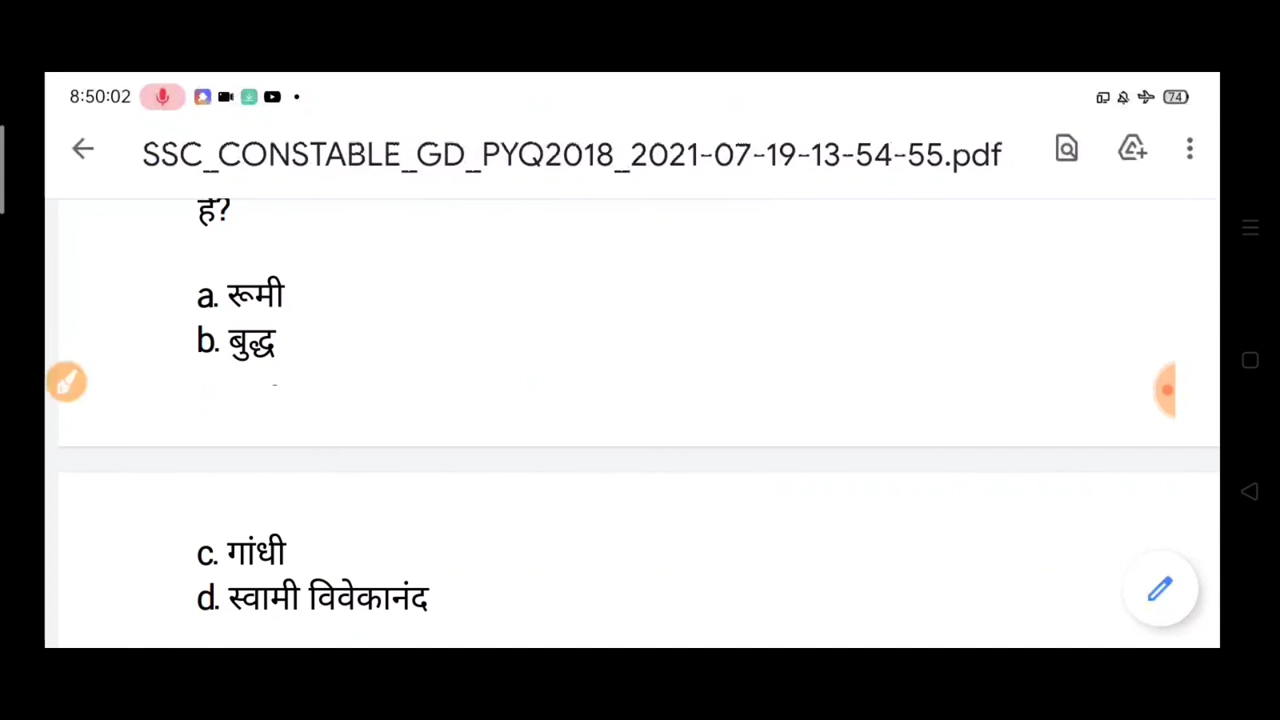 8:50:02
74
SSC_CONSTABLE_GD_PYQ2018_2021-07-19-13-54-55.pdf
है?
a. रूमी
b. बुद्ध
c. गांधी
d. स्वामी विवेकानंद